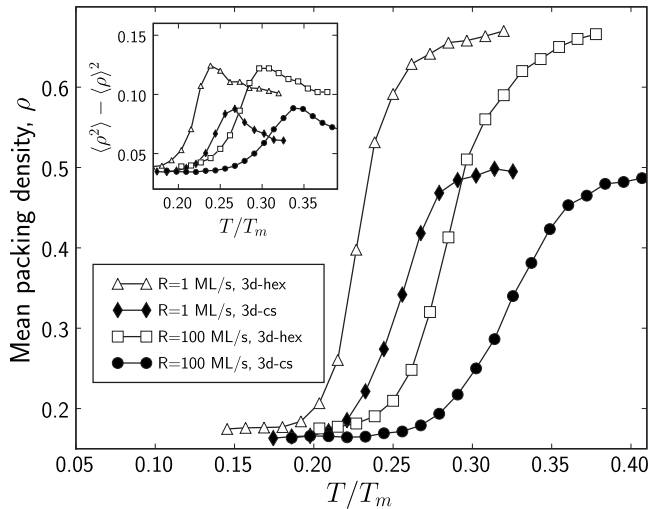 ⟨ρ²⟩ − ⟨ρ⟩²
0.15
0.10
0.05
0.20 0.25 0.30 0.35
T/Tₘ
Mean packing density, ρ
0.6
0.5
0.4
0.3
0.2
R=1 ML/s, 3d-hex
R=1 ML/s, 3d-cs
R=100 ML/s, 3d-hex
R=100 ML/s, 3d-cs
0.05 0.10 0.15 0.20 0.25 0.30 0.35 0.40
T/Tₘ